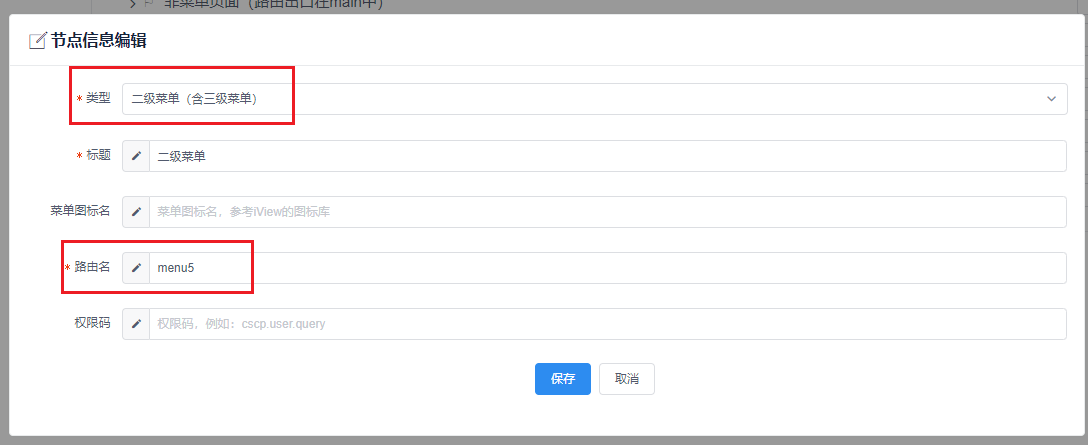 非菜单页面（路由出口在main中）
节点信息编辑
* 类型 二级菜单（含三级菜单）
* 标题 二级菜单
菜单图标名 菜单图标名，参考iView的图标库
* 路由名 menu5
权限码 权限码，例如：cscp.user.query
保存 取消